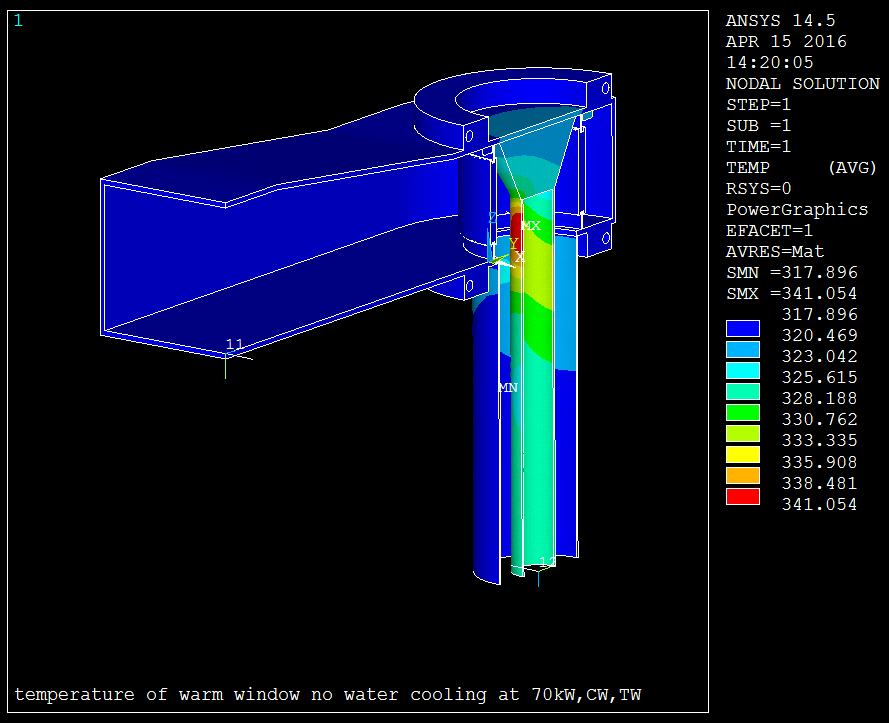 1
ANSYS 14.5
APR 15 2016
14:20:05
NODAL SOLUTION
STEP=1
SUB =1
TIME=1
TEMP (AVG)
RSYS=0
PowerGraphics
EFACET=1
AVRES=Mat
SMN =317.896
SMX =341.054
317.896
320.469
323.042
325.615
328.188
330.762
333.335
335.908
338.481
341.054
Z
MX
Y
X
11
MN
12
temperature of warm window no water cooling at 70kW,CW,TW